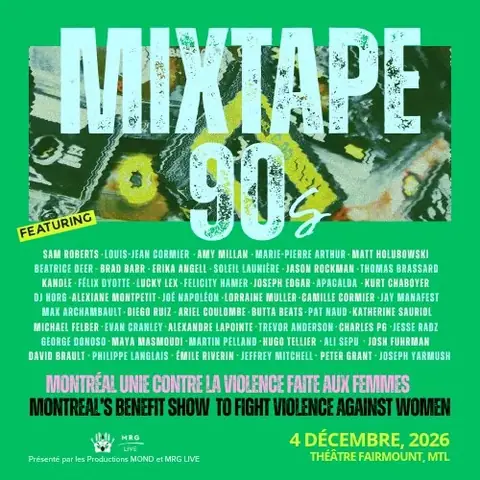 MIXTAPE
90s
FEATURING
SAM ROBERTS · LOUIS-JEAN CORMIER · AMY MILLAN · MARIE-PIERRE ARTHUR · MATT HOLUBOWSKI
BEATRICE DEER · BRAD BARR · ERIKA ANGELL · SOLEIL LAUNIÈRE · JASON ROCKMAN · THOMAS BRASSARD
KANDLE · FÉLIX DYOTTE · LUCKY LEX · FELICITY HAMER · JOSEPH EDGAR · APACALDA · KURT CHABOYER
DJ NORG · ALEXIANE MONTPETIT · JOË NAPOLÉON · LORRAINE MULLER · CAMILLE CORMIER · JAY MANAFEST
MAX ARCHAMBAULT · DIEGO RUIZ · ARIEL COULOMBE · BUTTA BEATS · PAT NAUD · KATHERINE SAURIOL
MICHAEL FELBER · EVAN CRANLEY · ALEXANDRE LAPOINTE · TREVOR ANDERSON · CHARLES PG · JESSE RADZ
GEORGE DONOSO · MAYA MASMOUDI · MARTIN PELLAND · HUGO TELLIER · ALI SEPU · JOSH FUHRMAN
DAVID BRAULT · PHILIPPE LANGLAIS · ÉMILE RIVERIN · JEFFREY MITCHELL · PETER GRANT · JOSEPH YARMUSH
MONTRÉAL UNIE CONTRE LA VIOLENCE FAITE AUX FEMMES
MONTREAL'S BENEFIT SHOW TO FIGHT VIOLENCE AGAINST WOMEN
MRG
LIVE
Présenté par les Productions MOND et MRG LIVE
4 DÉCEMBRE, 2026
THÉÂTRE FAIRMOUNT, MTL